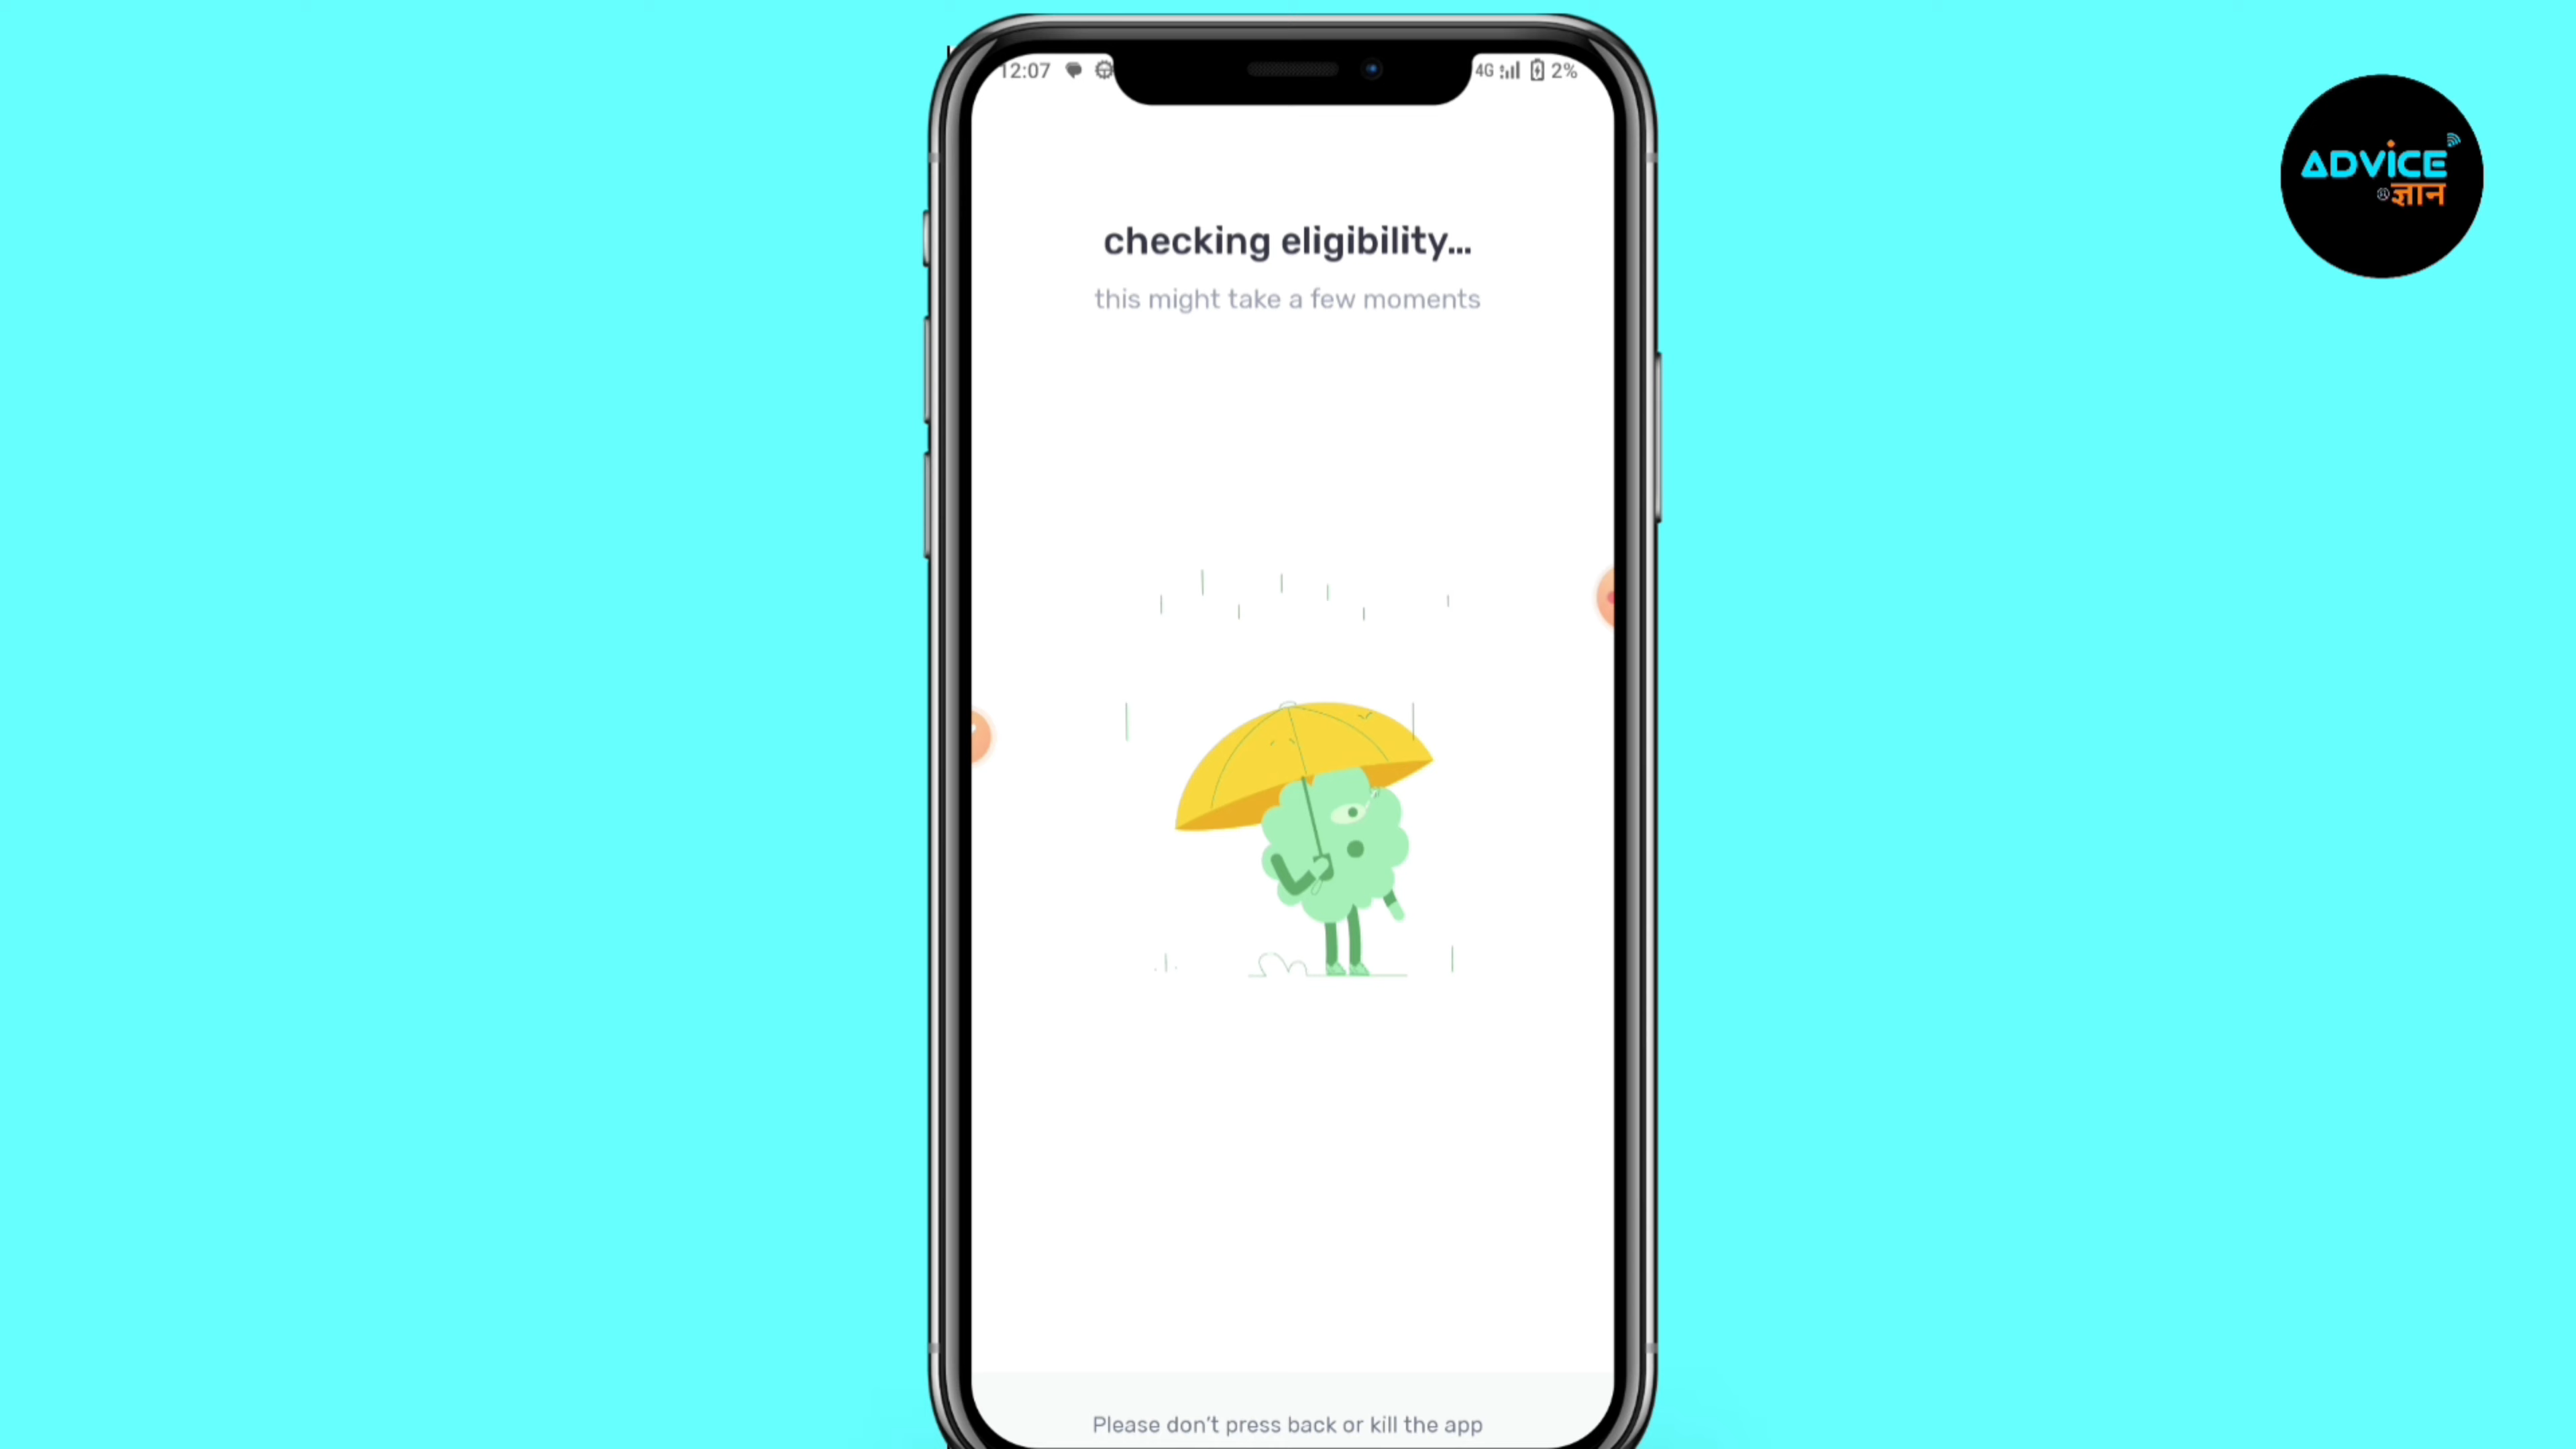 12:07
4G 2%
ADVICE
ज्ञान
checking eligibility...
this might take a few moments
Please don't press back or kill the app